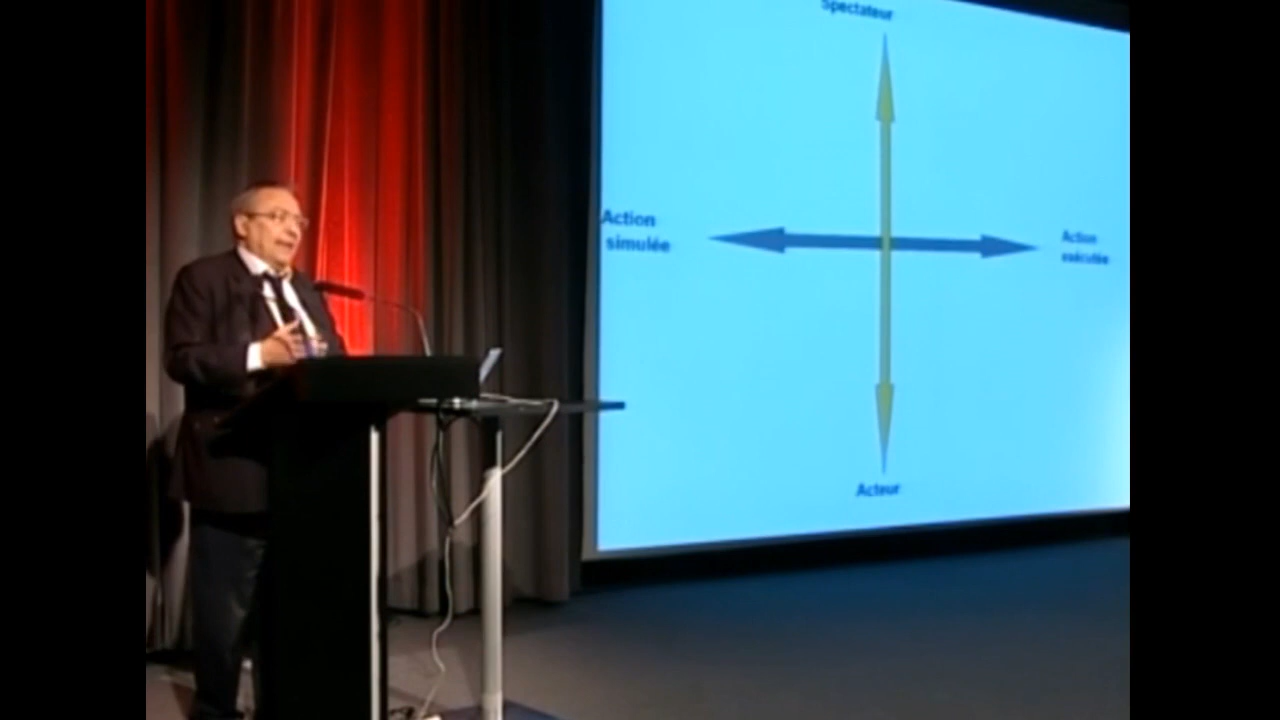 Spectateur
Action
simulée
Action
exécutée
Acteur